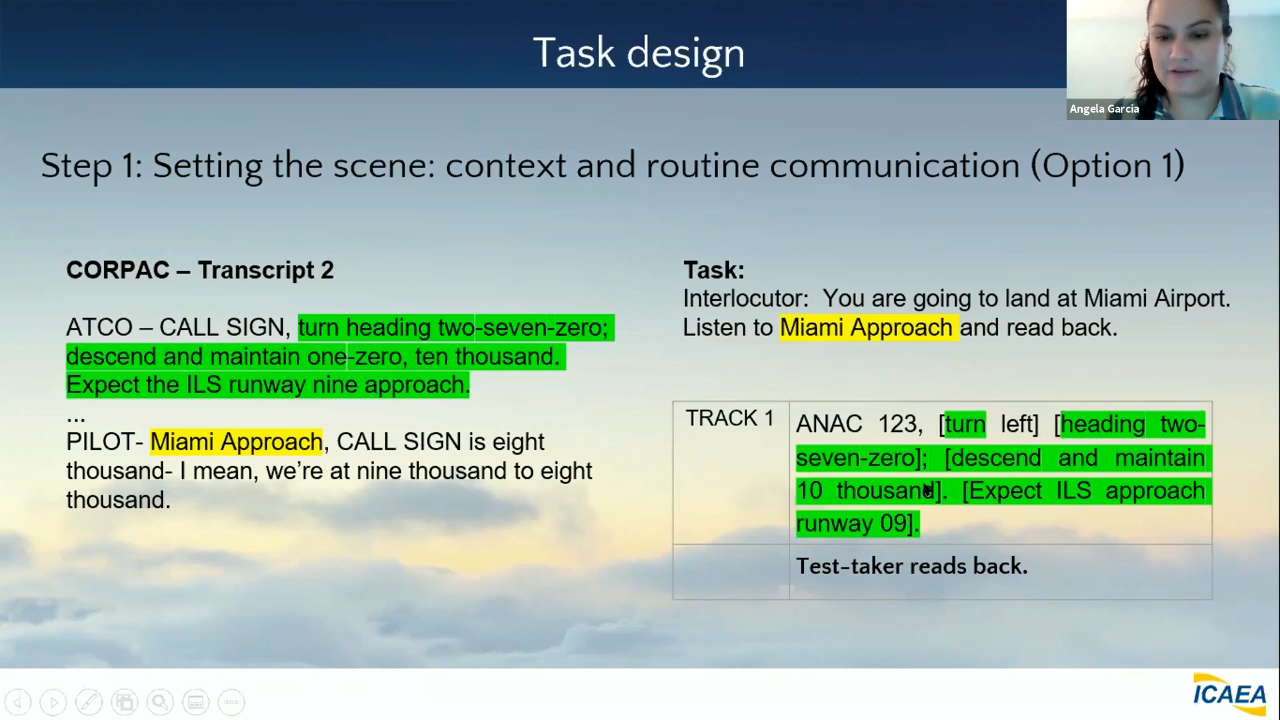 Task design
Angela Garcia
Step 1: Setting the scene: context and routine communication (Option 1)
CORPAC – Transcript 2
ATCO – CALL SIGN, turn heading two-seven-zero;
descend and maintain one-zero, ten thousand.
Expect the ILS runway nine approach.
...
PILOT- Miami Approach, CALL SIGN is eight
thousand- I mean, we're at nine thousand to eight
thousand.
Task:
Interlocutor: You are going to land at Miami Airport.
Listen to Miami Approach and read back.
TRACK 1
ANAC 123, [turn left] [heading two-
seven-zero]; [descend and maintain
10 thousand]. [Expect ILS approach
runway 09].
Test-taker reads back.
ICAEA